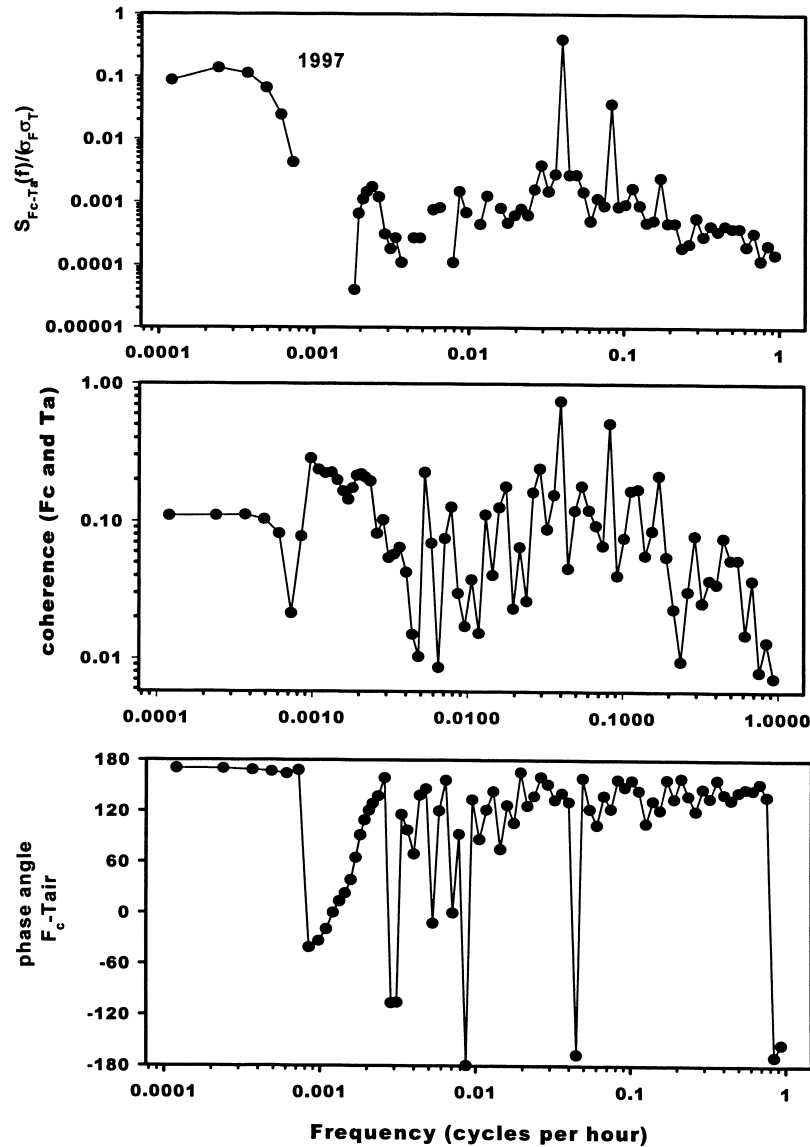 1997
S_{Fc-Ta}(f)/(σ_Fσ_T)
1
0.1
0.01
0.001
0.0001
0.00001
0.0001 0.001 0.01 0.1 1
coherence (Fc and Ta)
1.00
0.10
0.01
0.0001 0.0010 0.0100 0.1000 1.0000
phase angle
F_c-Tair
180
120
60
0
-60
-120
-180
0.0001 0.001 0.01 0.1 1
Frequency (cycles per hour)